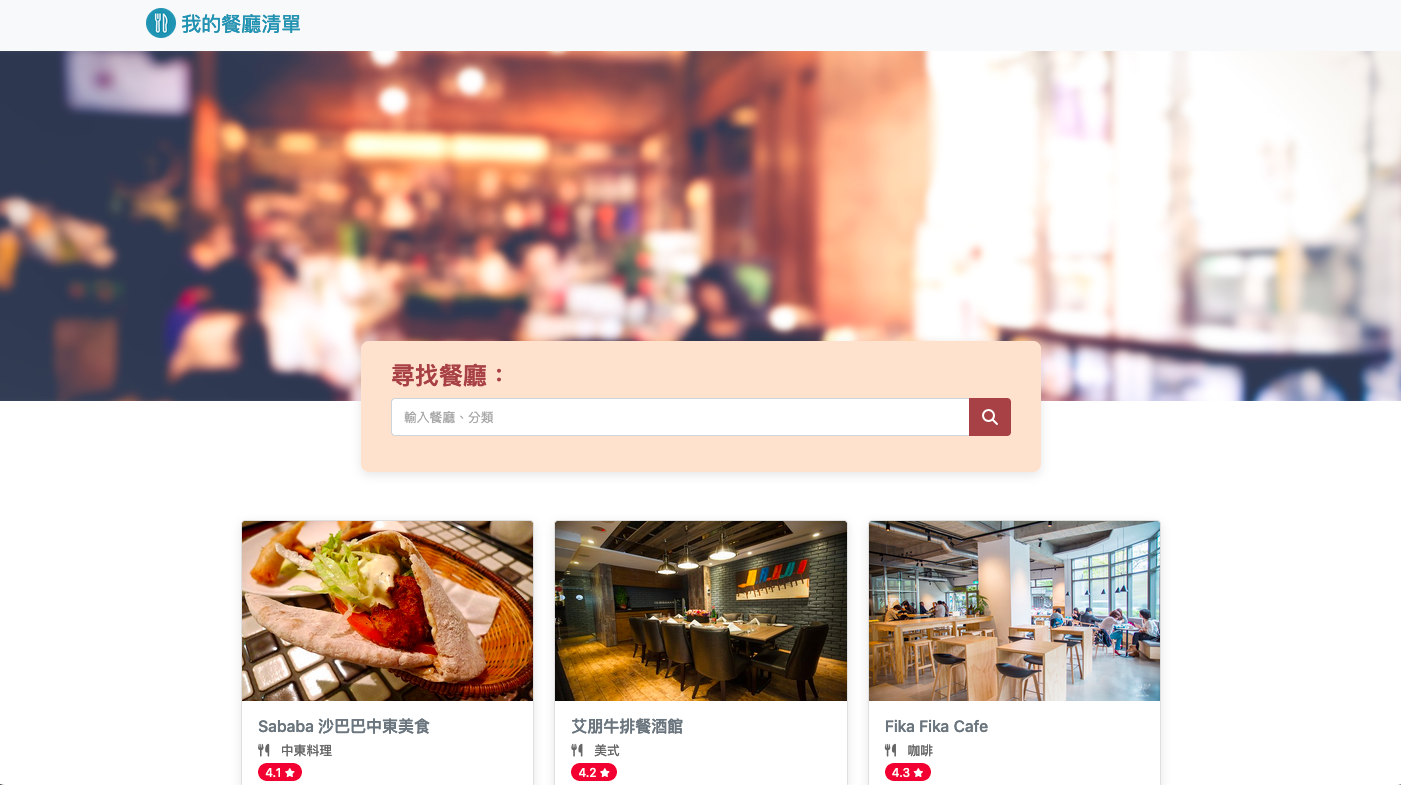 我的餐廳清單
尋找餐廳：
輸入餐廳、分類
Sababa 沙巴巴中東美食
中東料理
4.1
艾朋牛排餐酒館
美式
4.2
Fika Fika Cafe
咖啡
4.3